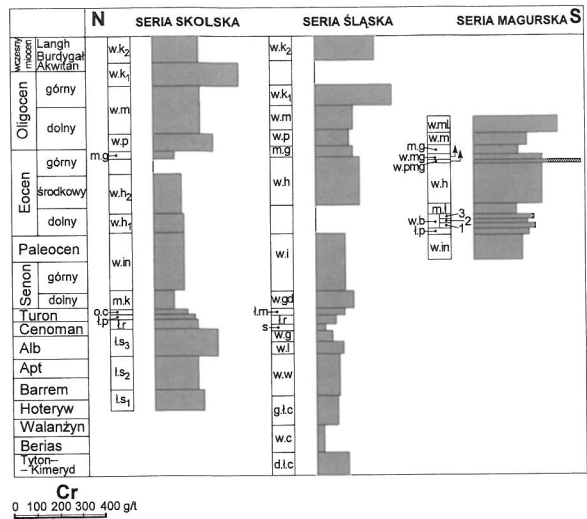 N SERIA SKOLSKA SERIA ŚLĄSKA SERIA MAGURSKA S
wczesny miocen
Langh
Burdygał
Akwitan
Oligocen
górny
dolny
Eocen
górny
środkowy
dolny
Paleocen
Senon
górny
dolny
Turon
Cenoman
Alb
Apt
Barrem
Hoteryw
Walanżyn
Berias
Tyton–
–Kimeryd
w.k2
w.k1
w.m
w.p
m.g
w.h2
w.h1
w.in
m.k
o.c
ł.p
ł.r
ł.s3
ł.s2
ł.s1
w.k2
w.k1
w.m
w.p
m.g
w.h
w.i
w.gd
ł.m
ł.r
s
w.g
w.l
w.w
g.ł.c
w.c
d.ł.c
w.mł
w.m
m.g
w.mg
w.pmg
w.h
m.ł
3
w.b 2
1
ł.p
w.in
Cr
0 100 200 300 400 g/t